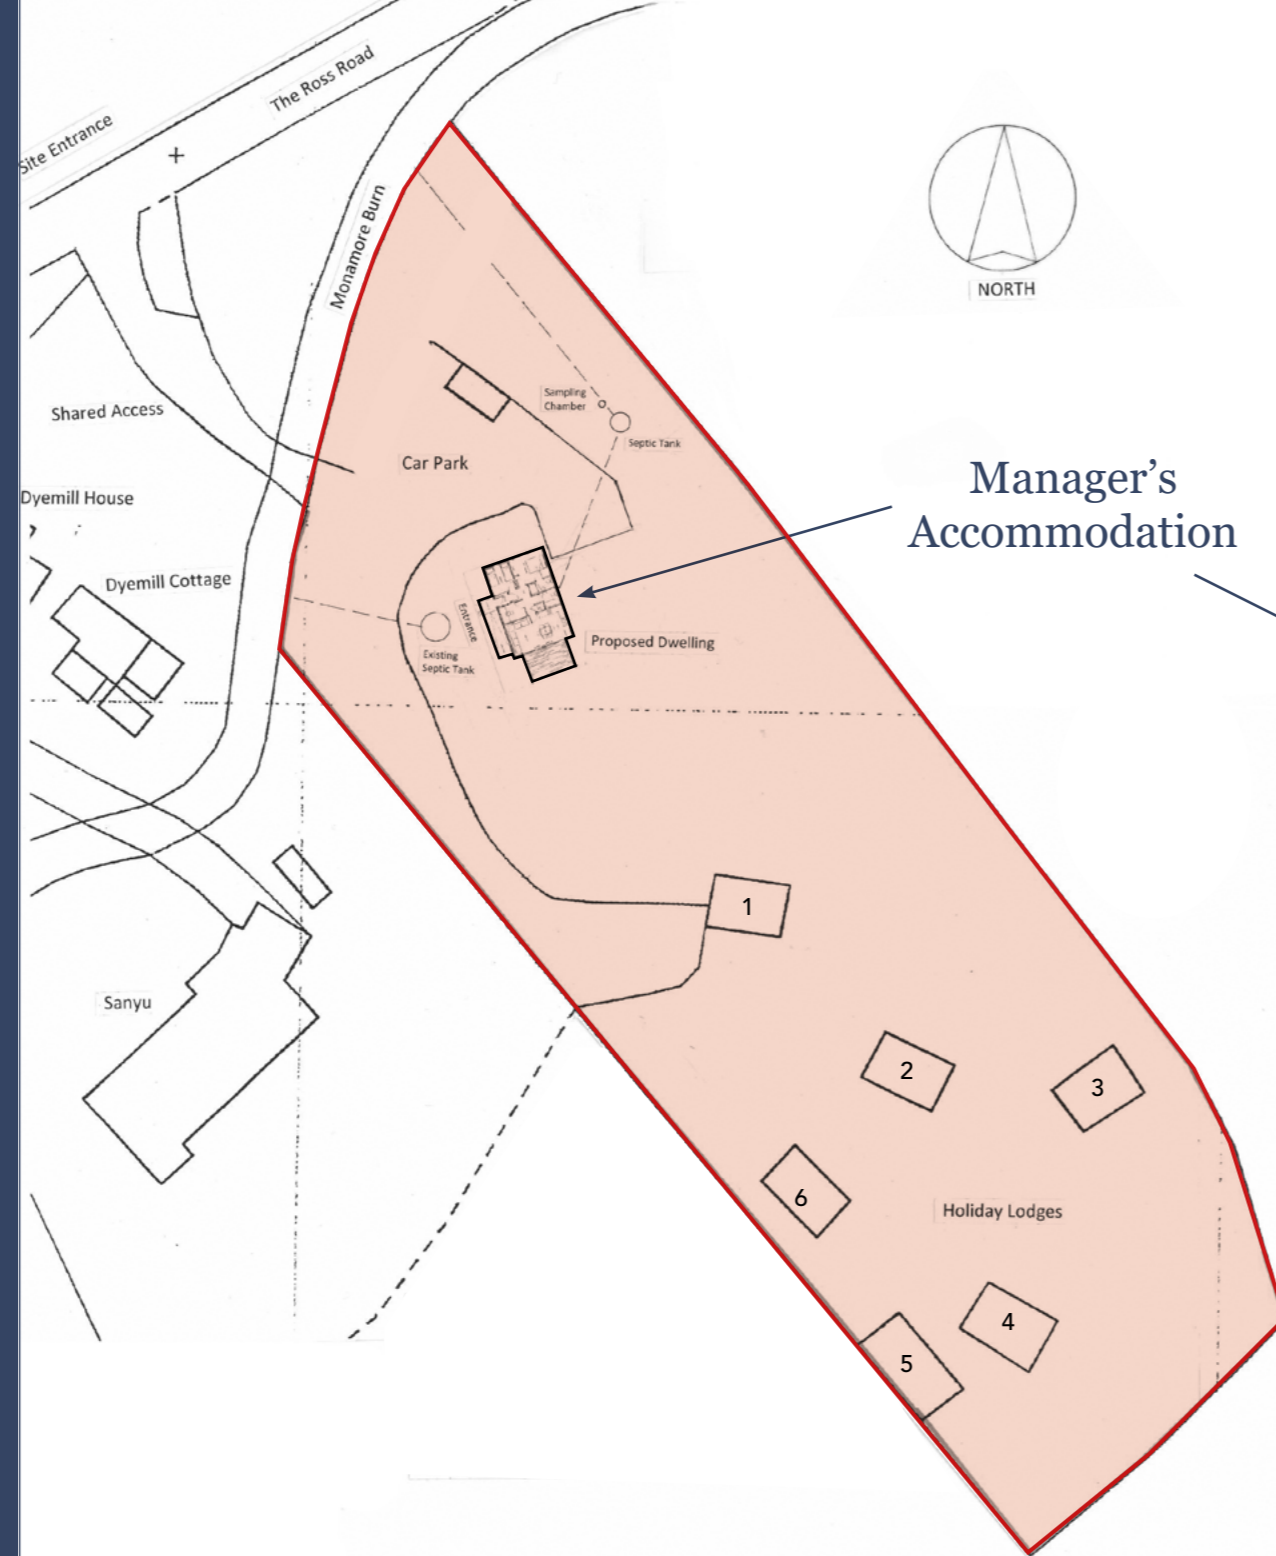 The Ross Road
Site Entrance
Monamore Burn
NORTH
Sampling
Chamber
Septic Tank
Shared Access
Car Park
Manager’s
Accommodation
Dyemill House
Dyemill Cottage
Entrance
Proposed Dwelling
Existing
Septic Tank
1
Sanyu
2
3
6
Holiday Lodges
4
5